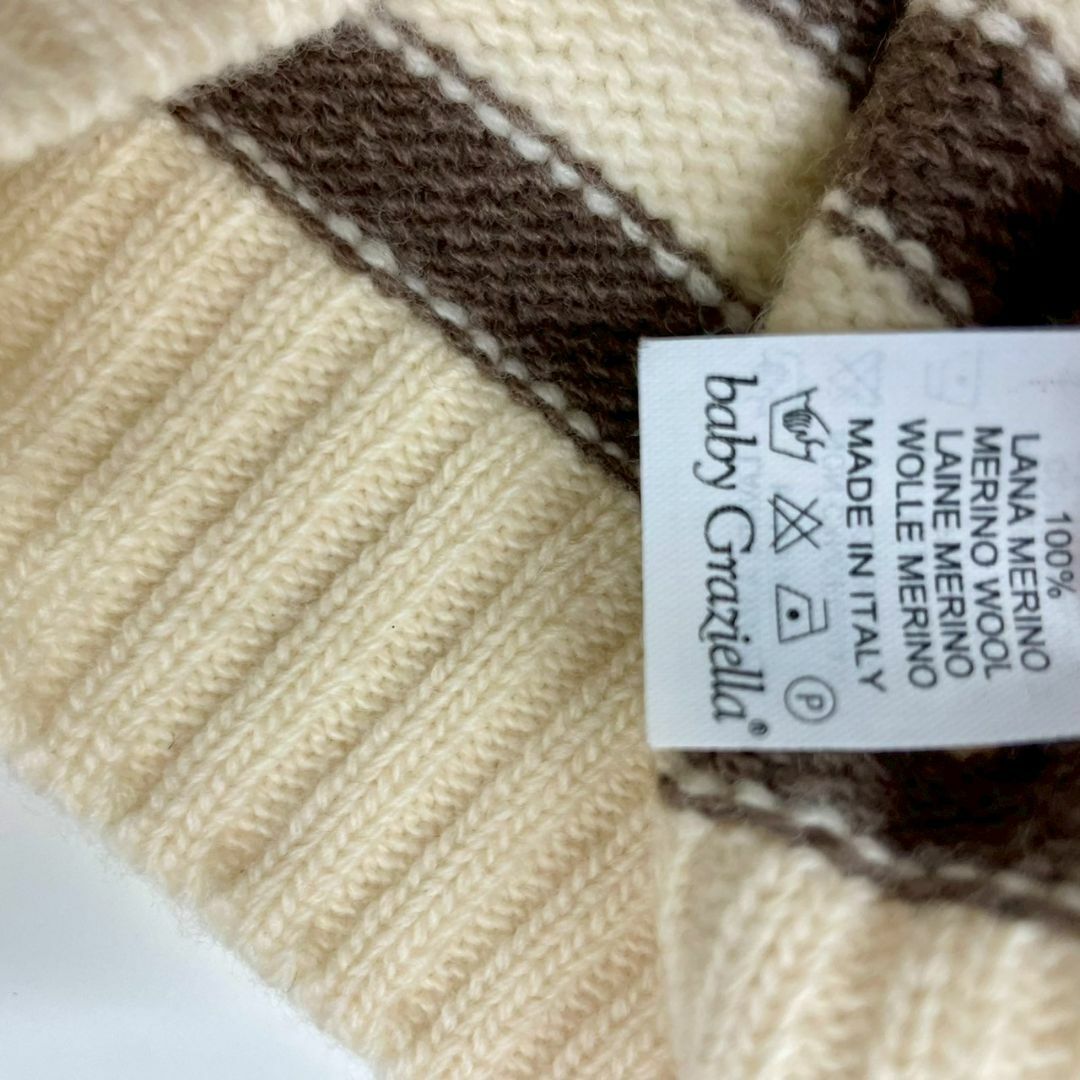 100%
LANA MERINO
MERINO WOOL
LAINE MERINO
WOLLE MERINO
MADE IN ITALY
P
baby Graziella®